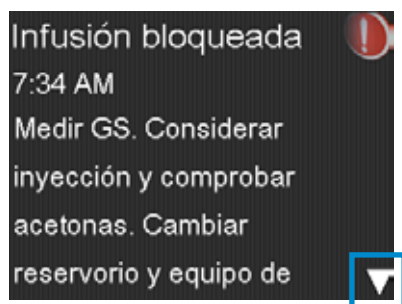 Infusión bloqueada
7:34 AM
Medir GS. Considerar
inyección y comprobar
acetonas. Cambiar
reservorio y equipo de